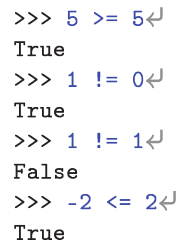 >>> 5 >= 5↵
True
>>> 1 != 0↵
True
>>> 1 != 1↵
False
>>> -2 <= 2↵
True